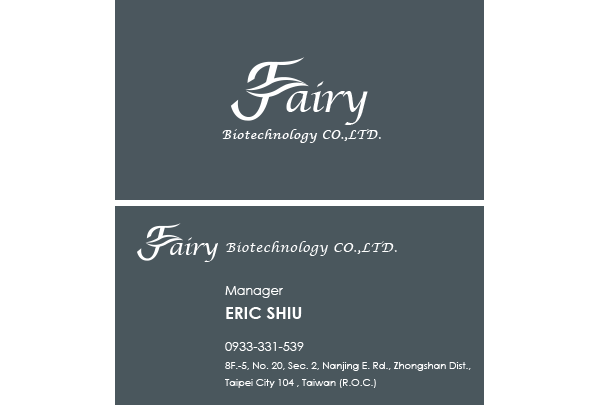 Fairy
Biotechnology CO.,LTD.
Fairy Biotechnology CO.,LTD.
Manager
ERIC SHIU
0933-331-539
8F.-5, No. 20, Sec. 2, Nanjing E. Rd., Zhongshan Dist.,
Taipei City 104 , Taiwan (R.O.C.)